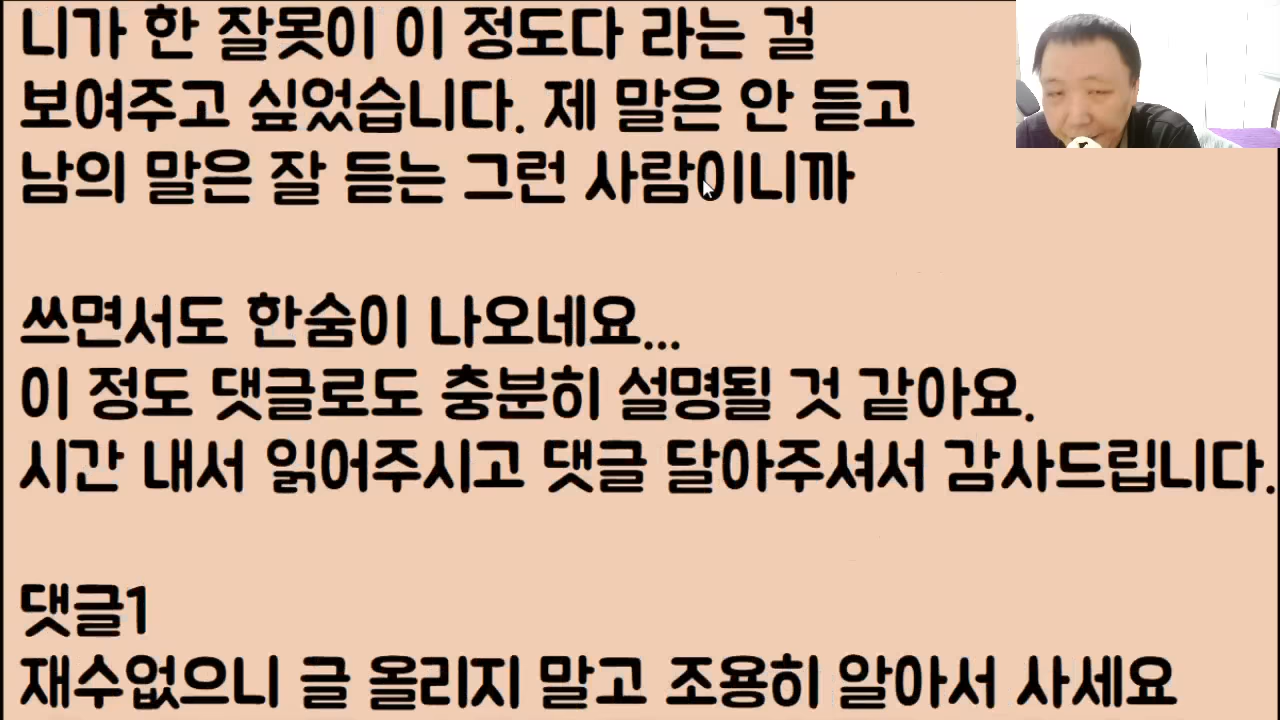 니가 한 잘못이 이 정도다 라는 걸
보여주고 싶었습니다. 제 말은 안 듣고
남의 말은 잘 듣는 그런 사람이니까
쓰면서도 한숨이 나오네요...
이 정도 댓글로도 충분히 설명될 것 같아요.
시간 내서 읽어주시고 댓글 달아주셔서 감사드립니다.
댓글1
재수없으니 글 올리지 말고 조용히 알아서 사세요